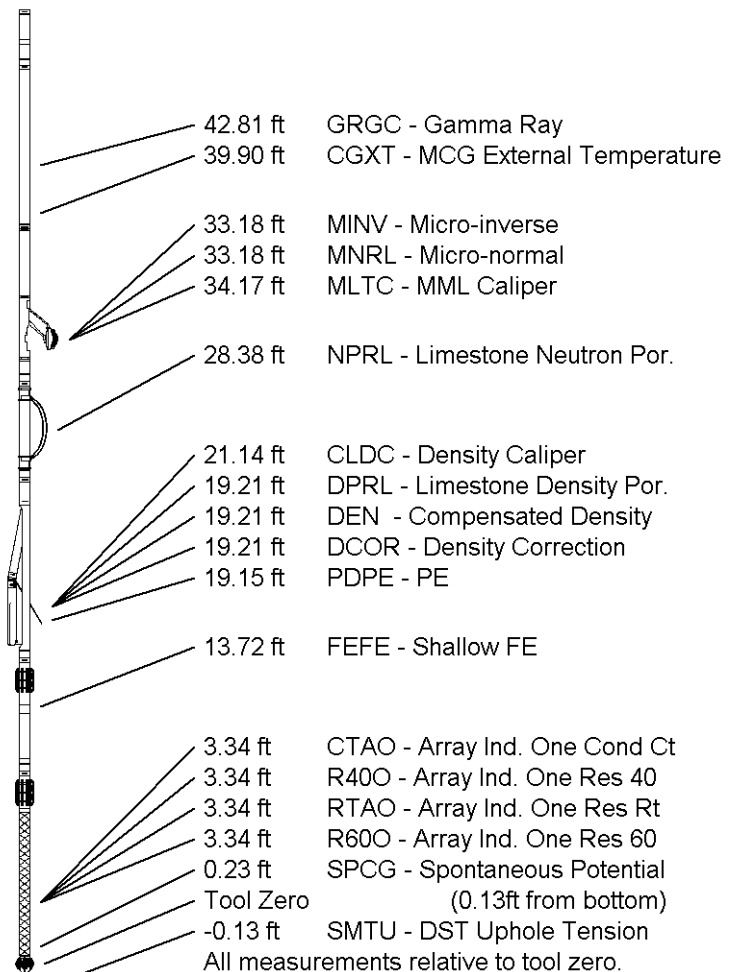 42.81 ft GRGC - Gamma Ray
39.90 ft CGXT - MCG External Temperature
33.18 ft MINV - Micro-inverse
33.18 ft MNRL - Micro-normal
34.17 ft MLTC - MML Caliper
28.38 ft NPRL - Limestone Neutron Por.
21.14 ft CLDC - Density Caliper
19.21 ft DPRL - Limestone Density Por.
19.21 ft DEN - Compensated Density
19.21 ft DCOR - Density Correction
19.15 ft PDPE - PE
13.72 ft FEFE - Shallow FE
3.34 ft CTAO - Array Ind. One Cond Ct
3.34 ft R40O - Array Ind. One Res 40
3.34 ft RTAO - Array Ind. One Res Rt
3.34 ft R60O - Array Ind. One Res 60
0.23 ft SPCG - Spontaneous Potential
Tool Zero (0.13ft from bottom)
-0.13 ft SMTU - DST Uphole Tension
All measurements relative to tool zero.